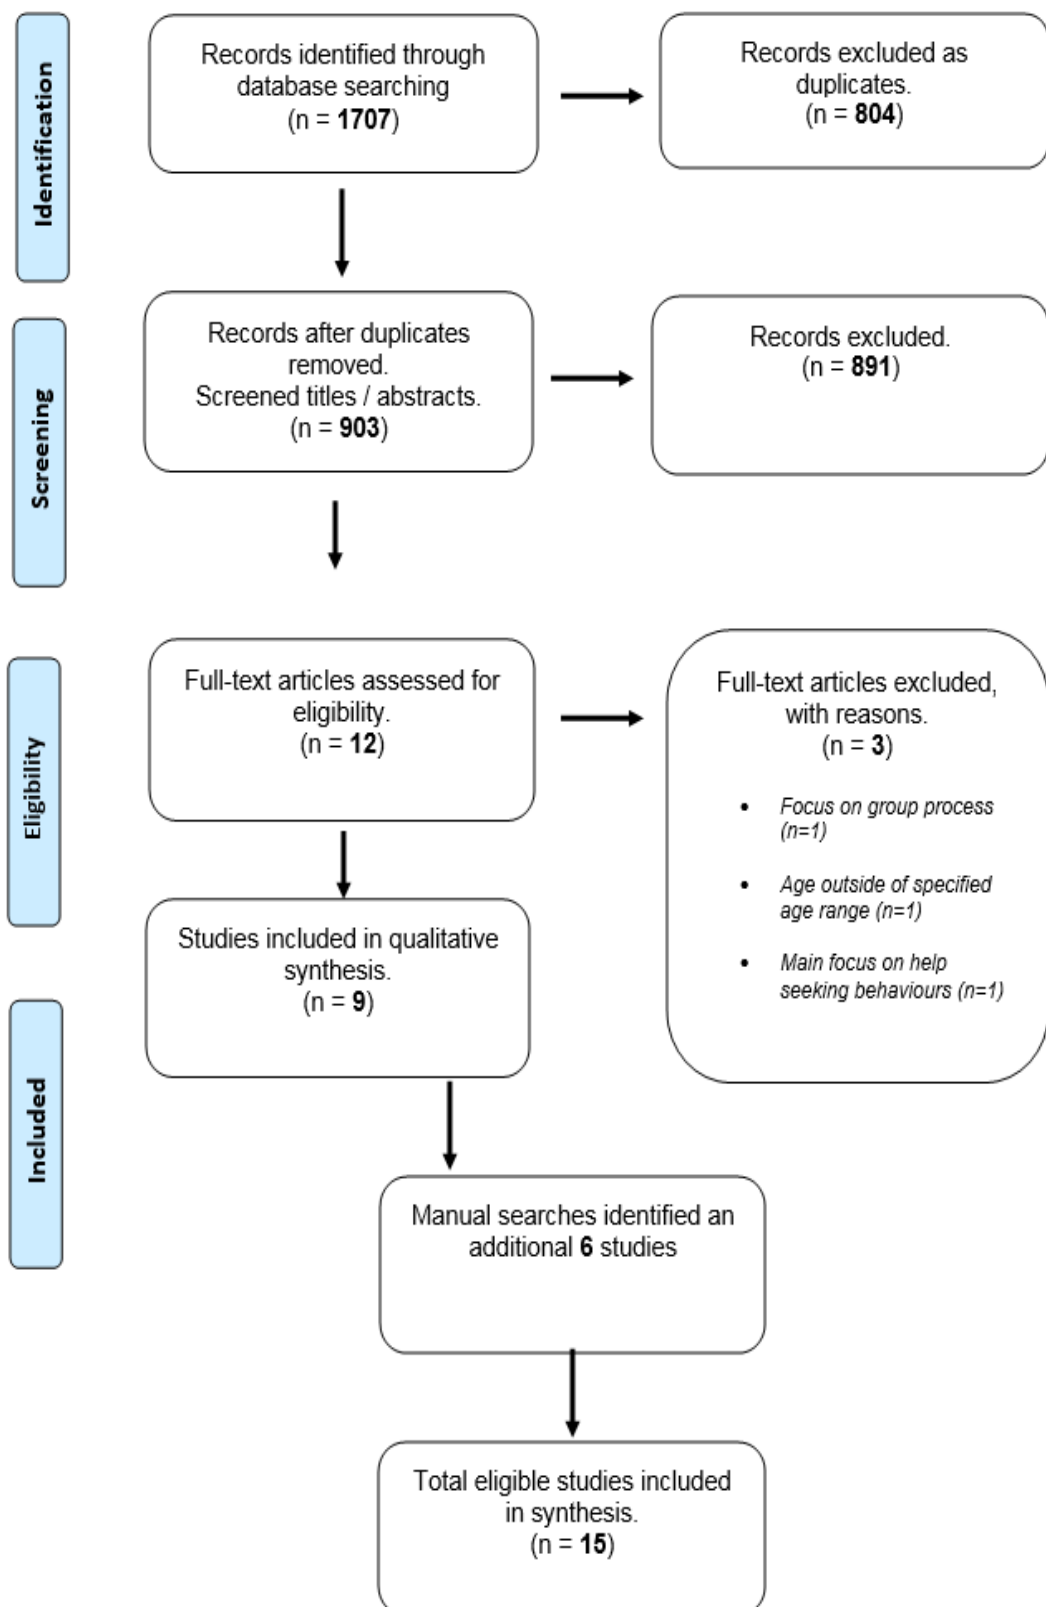 Identification
Records identified through
database searching
(n = 1707)
Records excluded as
duplicates.
(n = 804)
Screening
Records after duplicates
removed.
Screened titles / abstracts.
(n = 903)
Records excluded.
(n = 891)
Eligibility
Full-text articles assessed for
eligibility.
(n = 12)
Full-text articles excluded,
with reasons.
(n = 3)
• Focus on group process
(n=1)
• Age outside of specified
age range (n=1)
• Main focus on help
seeking behaviours (n=1)
Studies included in qualitative
synthesis.
(n = 9)
Included
Manual searches identified an
additional 6 studies
Total eligible studies included
in synthesis.
(n = 15)